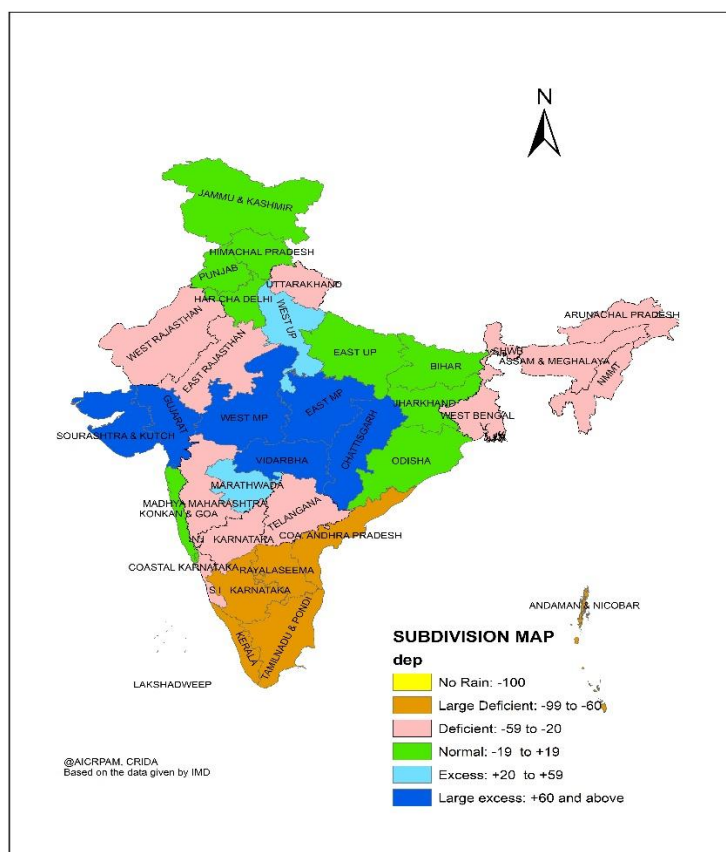 N
JAMMU & KASHMIR
HIMACHAL PRADESH
PUNJAB
UTTARAKHAND
HAR CHA DELHI
WEST UP
ARUNACHAL PRADESH
WEST RAJASTHAN
EAST RAJASTHAN
EAST UP
BIHAR
SHWB
ASSAM & MEGHALAYA
NMMT
JHARKHAND
WEST BENGAL
GUJARAT
WEST MP
EAST MP
CHATTISGARH
SOURASHTRA & KUTCH
VIDARBHA
ODISHA
MARATHWADA
MADHYA MAHARASHTRA
KONKAN & GOA
TELANGANA
N.I KARNATAKA
COA. ANDHRA PRADESH
COASTAL KARNATAKA
RAYALASEEMA
S.I KARNATAKA
ANDAMAN & NICOBAR
KERALA
TAMILNADU & PONDI
LAKSHADWEEP
SUBDIVISION MAP
dep
No Rain: -100
Large Deficient: -99 to -60
Deficient: -59 to -20
Normal: -19 to +19
Excess: +20 to +59
Large excess: +60 and above
@AICRPAM, CRIDA
Based on the data given by IMD